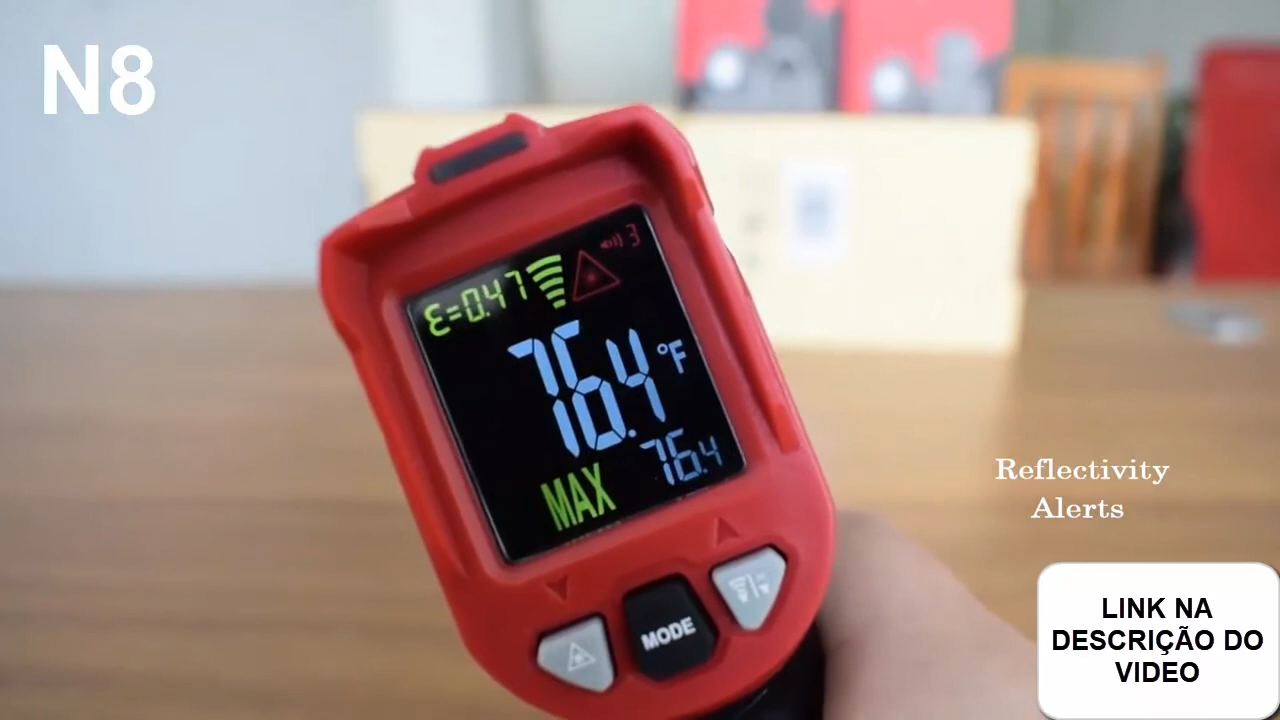 N8
3
ε=0.47
76.4 °F
76.4
MAX
MODE
Reflectivity
Alerts
LINK NA
DESCRIÇÃO DO
VIDEO